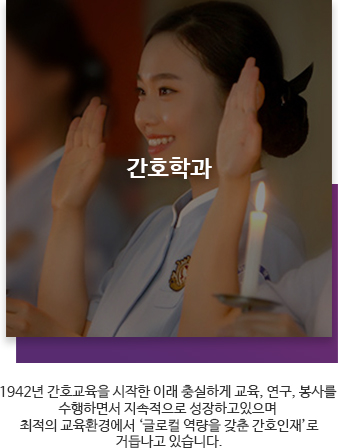 간호학과
1942년 간호교육을 시작한 이래 충실하게 교육, 연구, 봉사를
수행하면서 지속적으로 성장하고있으며
최적의 교육환경에서 ‘글로컬 역량을 갖춘 간호인재’로
거듭나고 있습니다.